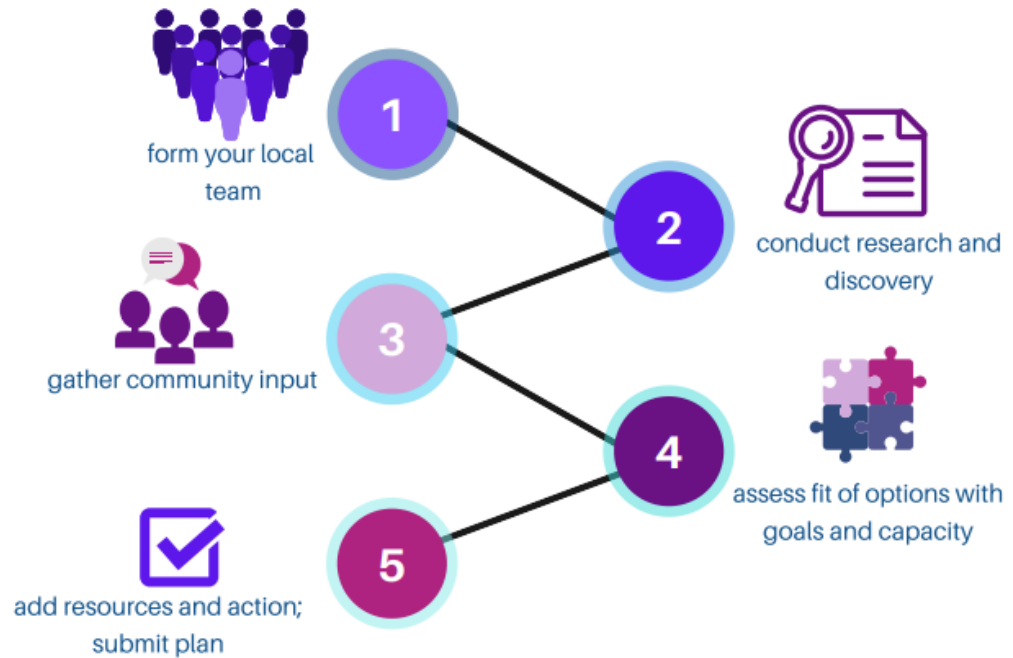 1
form your local
team
2
conduct research and
discovery
3
gather community input
4
assess fit of options with
goals and capacity
5
add resources and action;
submit plan